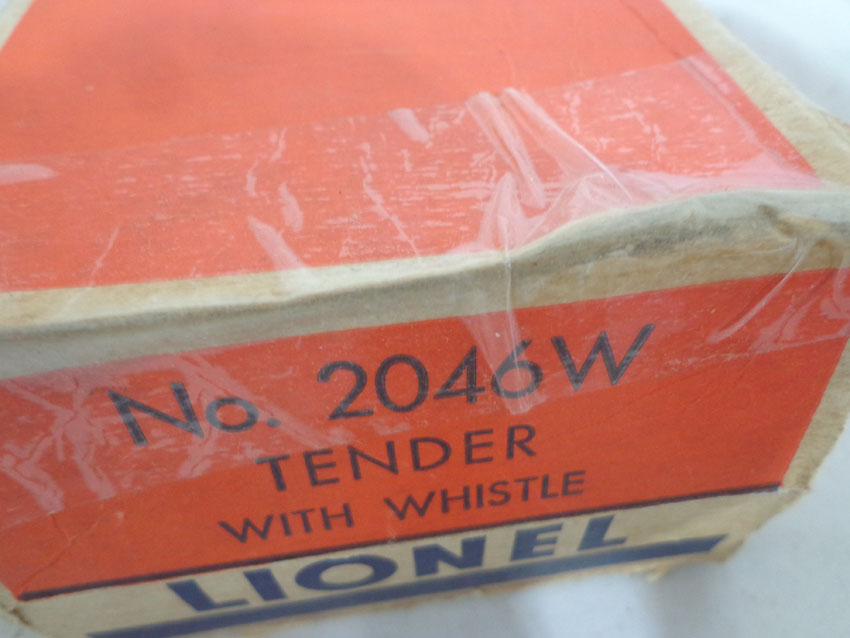 No. 2046W
TENDER
WITH WHISTLE
LIONEL